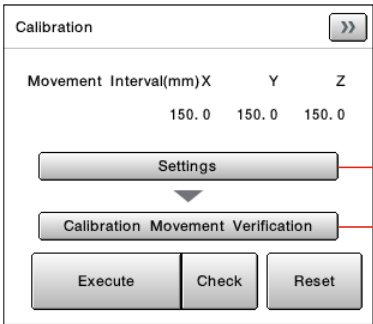 Calibration »
Movement Interval(mm) X Y Z
150.0 150.0 150.0
Settings
Calibration Movement Verification
Execute Check Reset